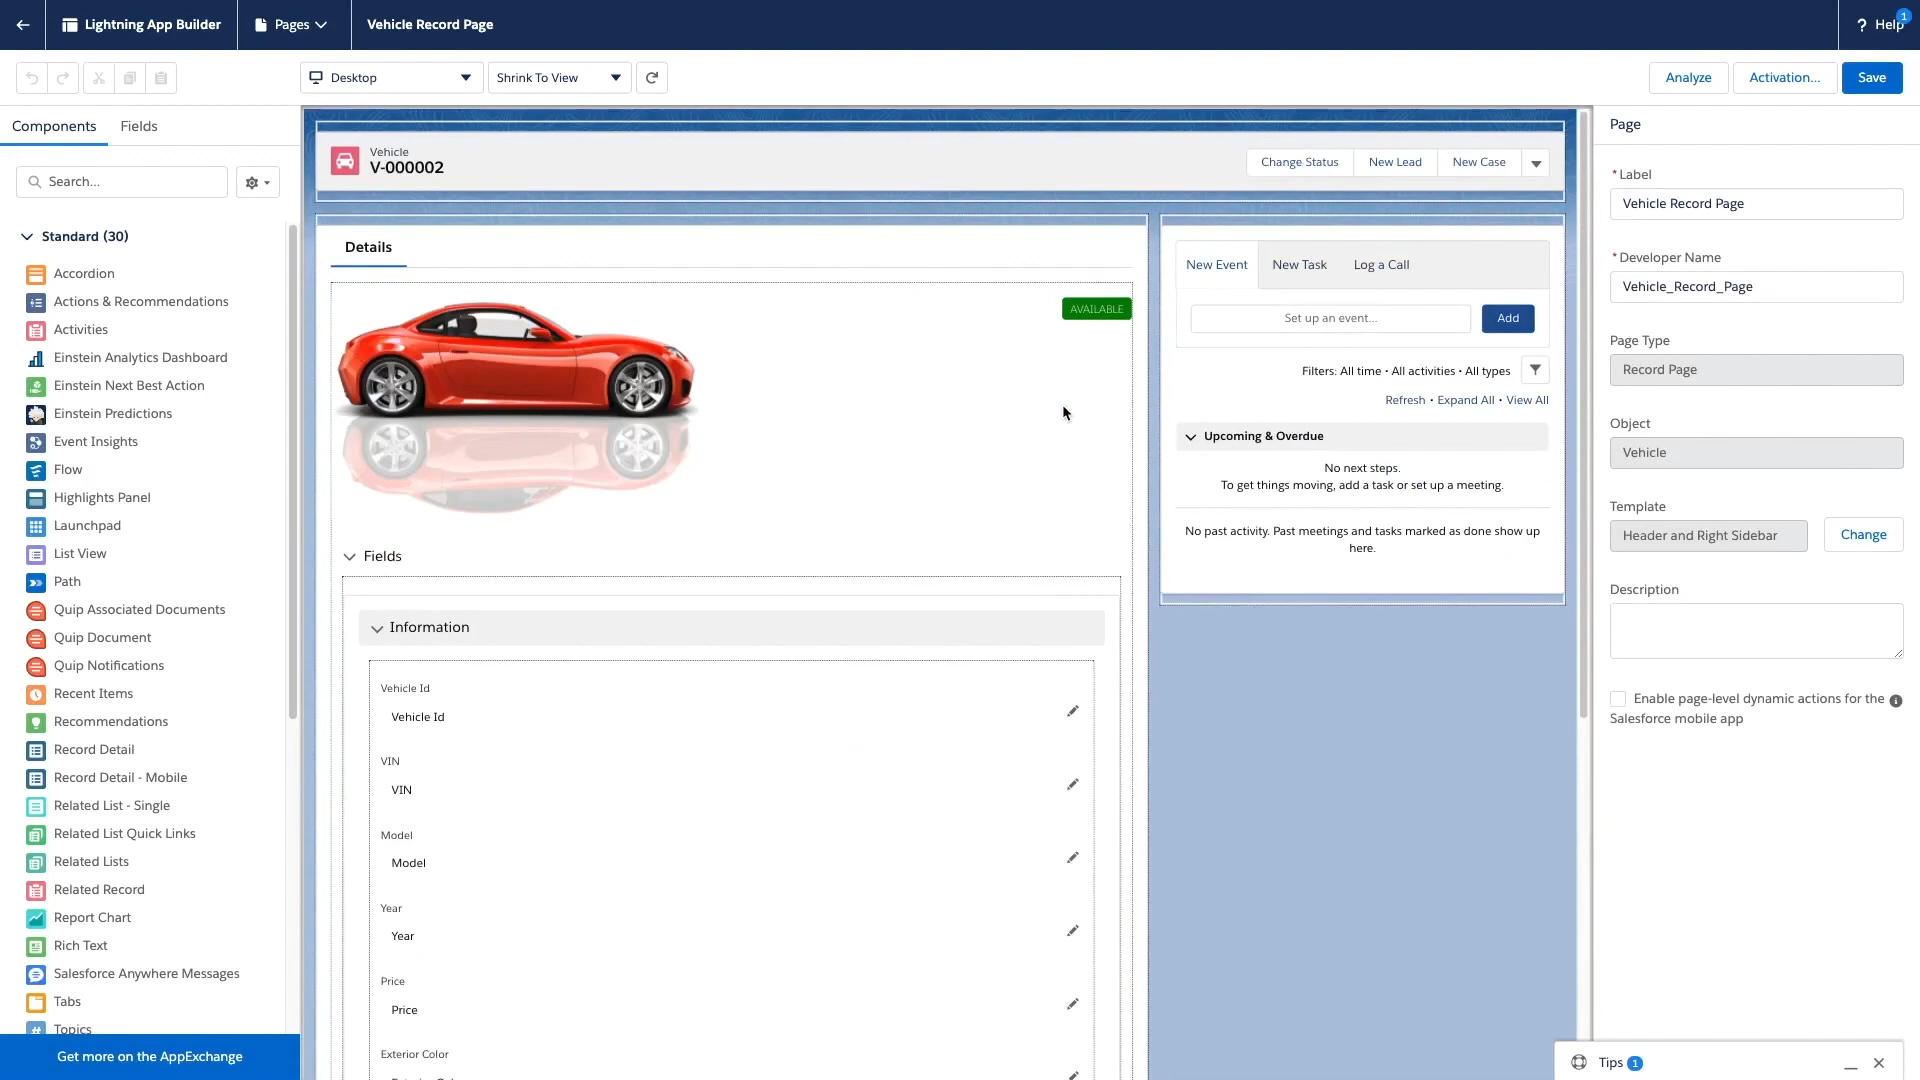 Lightning App Builder
Pages
Vehicle Record Page
? Help
1
Desktop
Shrink To View
Analyze
Activation...
Save
Components
Fields
Search...
Standard (30)
Accordion
Actions & Recommendations
Activities
Einstein Analytics Dashboard
Einstein Next Best Action
Einstein Predictions
Event Insights
Flow
Highlights Panel
Launchpad
List View
Path
Quip Associated Documents
Quip Document
Quip Notifications
Recent Items
Recommendations
Record Detail
Record Detail - Mobile
Related List - Single
Related List Quick Links
Related Lists
Related Record
Report Chart
Rich Text
Salesforce Anywhere Messages
Tabs
Topics
Get more on the AppExchange
Vehicle
V-000002
Change Status
New Lead
New Case
Details
AVAILABLE
Fields
Information
Vehicle Id
Vehicle Id
VIN
VIN
Model
Model
Year
Year
Price
Price
Exterior Color
New Event
New Task
Log a Call
Set up an event...
Add
Filters: All time • All activities • All types
Refresh • Expand All • View All
Upcoming & Overdue
No next steps.
To get things moving, add a task or set up a meeting.
No past activity. Past meetings and tasks marked as done show up
here.
Page
*Label
Vehicle Record Page
*Developer Name
Vehicle_Record_Page
Page Type
Record Page
Object
Vehicle
Template
Header and Right Sidebar
Change
Description
Enable page-level dynamic actions for the
Salesforce mobile app
Tips 1